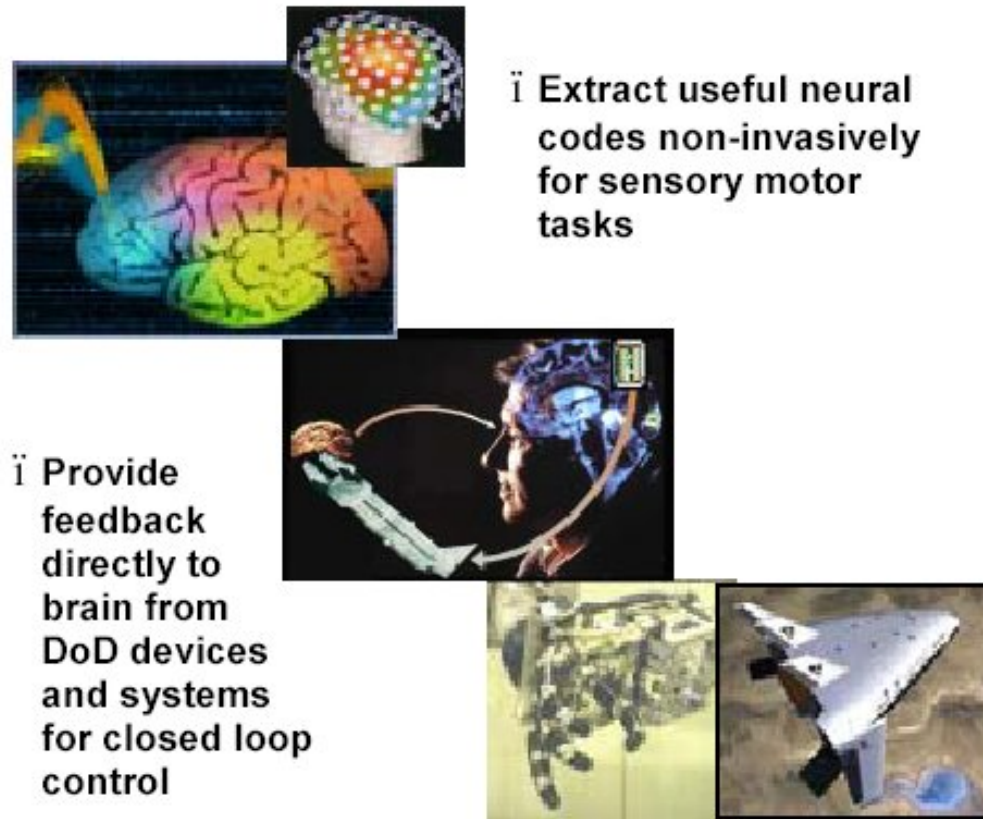 ï Extract useful neural
codes non-invasively
for sensory motor
tasks
ï Provide
feedback
directly to
brain from
DoD devices
and systems
for closed loop
control